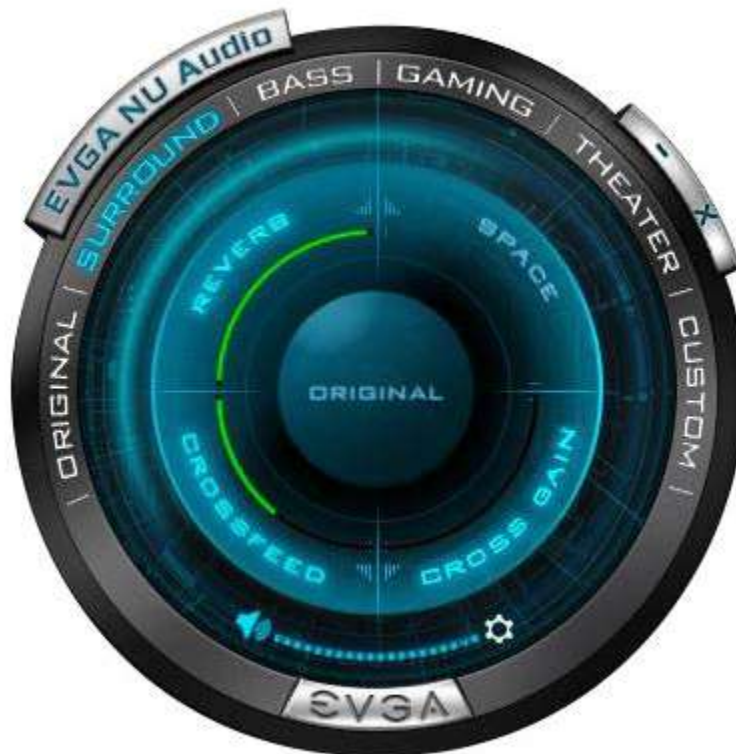 EVGA NU Audio
- X
ORIGINAL | SURROUND | BASS | GAMING | THEATER | CUSTOM |
REVERB
SPACE
ORIGINAL
CROSSFEED
CROSS GAIN
EVGA